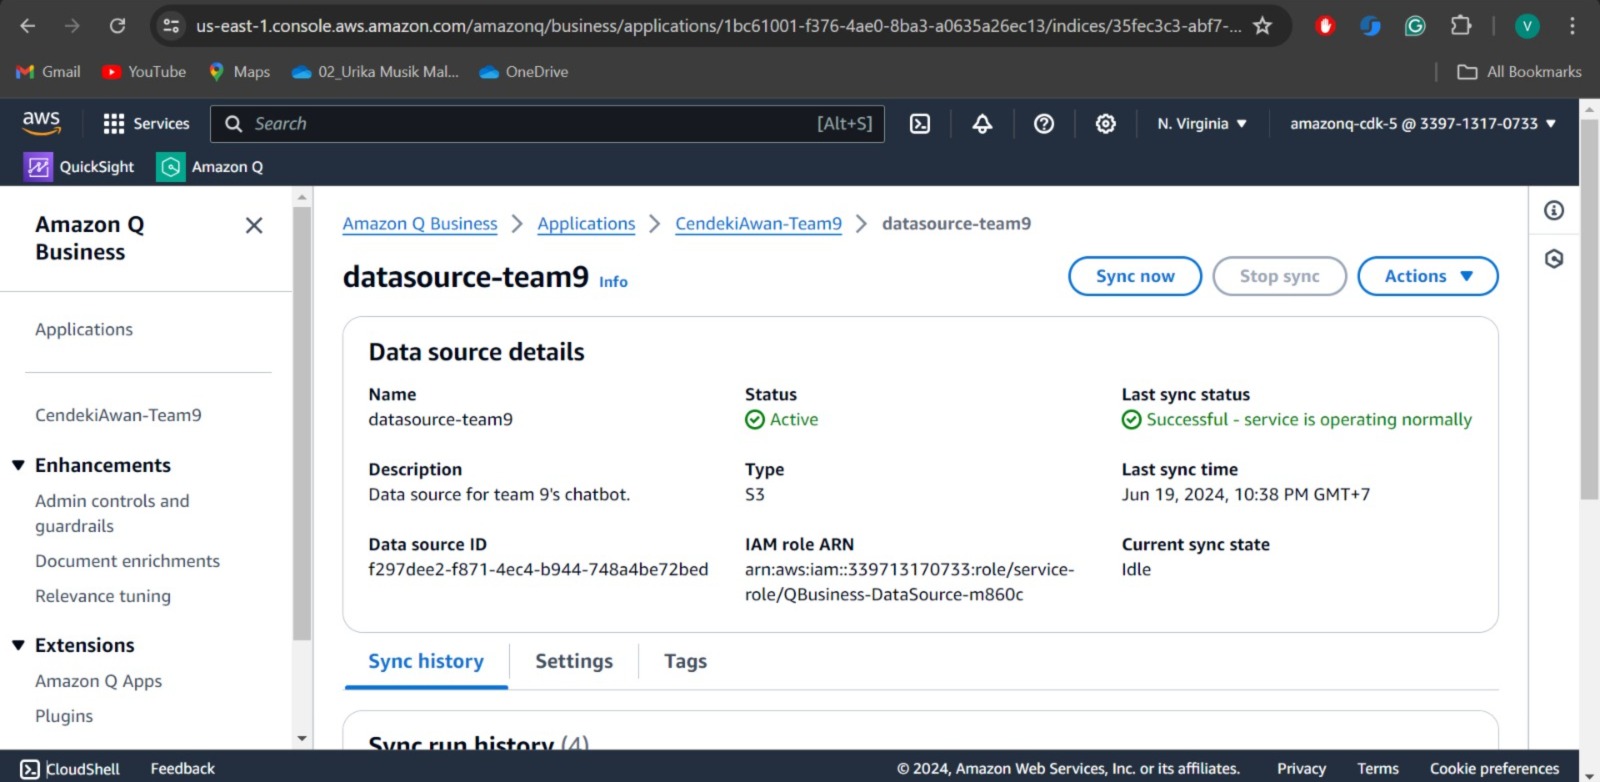 us-east-1.console.aws.amazon.com/amazonq/business/applications/1bc61001-f376-4ae0-8ba3-a0635a26ec13/indices/35fec3c3-abf7-...
V
Gmail
YouTube
Maps
02_Urika Musik Mal...
OneDrive
All Bookmarks
aws
Services
Search
[Alt+S]
N. Virginia
amazonq-cdk-5 @ 3397-1317-0733
QuickSight
Amazon Q
Amazon Q
Business
Applications
CendekiAwan-Team9
Enhancements
Admin controls and
guardrails
Document enrichments
Relevance tuning
Extensions
Amazon Q Apps
Plugins
Amazon Q Business
Applications
CendekiAwan-Team9
datasource-team9
datasource-team9 Info
Sync now
Stop sync
Actions
Data source details
Name
datasource-team9
Status
Active
Last sync status
Successful - service is operating normally
Description
Data source for team 9's chatbot.
Type
S3
Last sync time
Jun 19, 2024, 10:38 PM GMT+7
Data source ID
f297dee2-f871-4ec4-b944-748a4be72bed
IAM role ARN
arn:aws:iam::339713170733:role/service-
role/QBusiness-DataSource-m860c
Current sync state
Idle
Sync history
Settings
Tags
Sync run history (4)
CloudShell
Feedback
© 2024, Amazon Web Services, Inc. or its affiliates.
Privacy
Terms
Cookie preferences